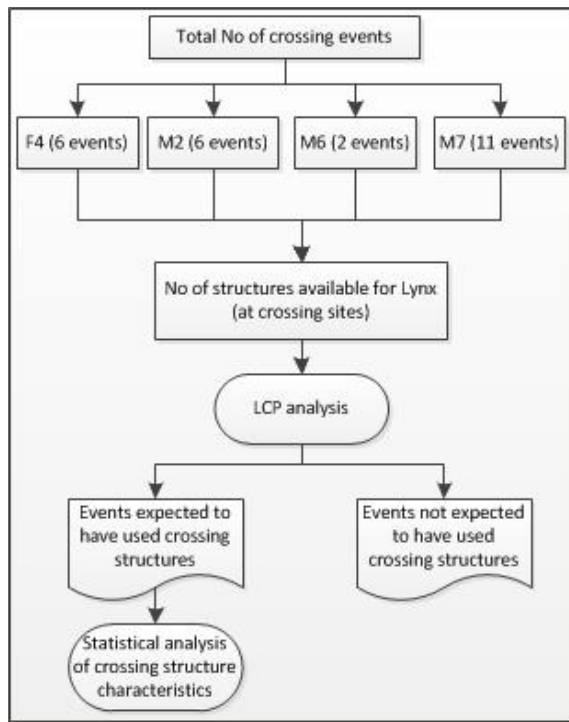 Total No of crossing events
F4 (6 events)
M2 (6 events)
M6 (2 events)
M7 (11 events)
No of structures available for Lynx
(at crossing sites)
LCP analysis
Events expected to
have used crossing
structures
Events not expected
to have used
crossing structures
Statistical analysis
of crossing structure
characteristics